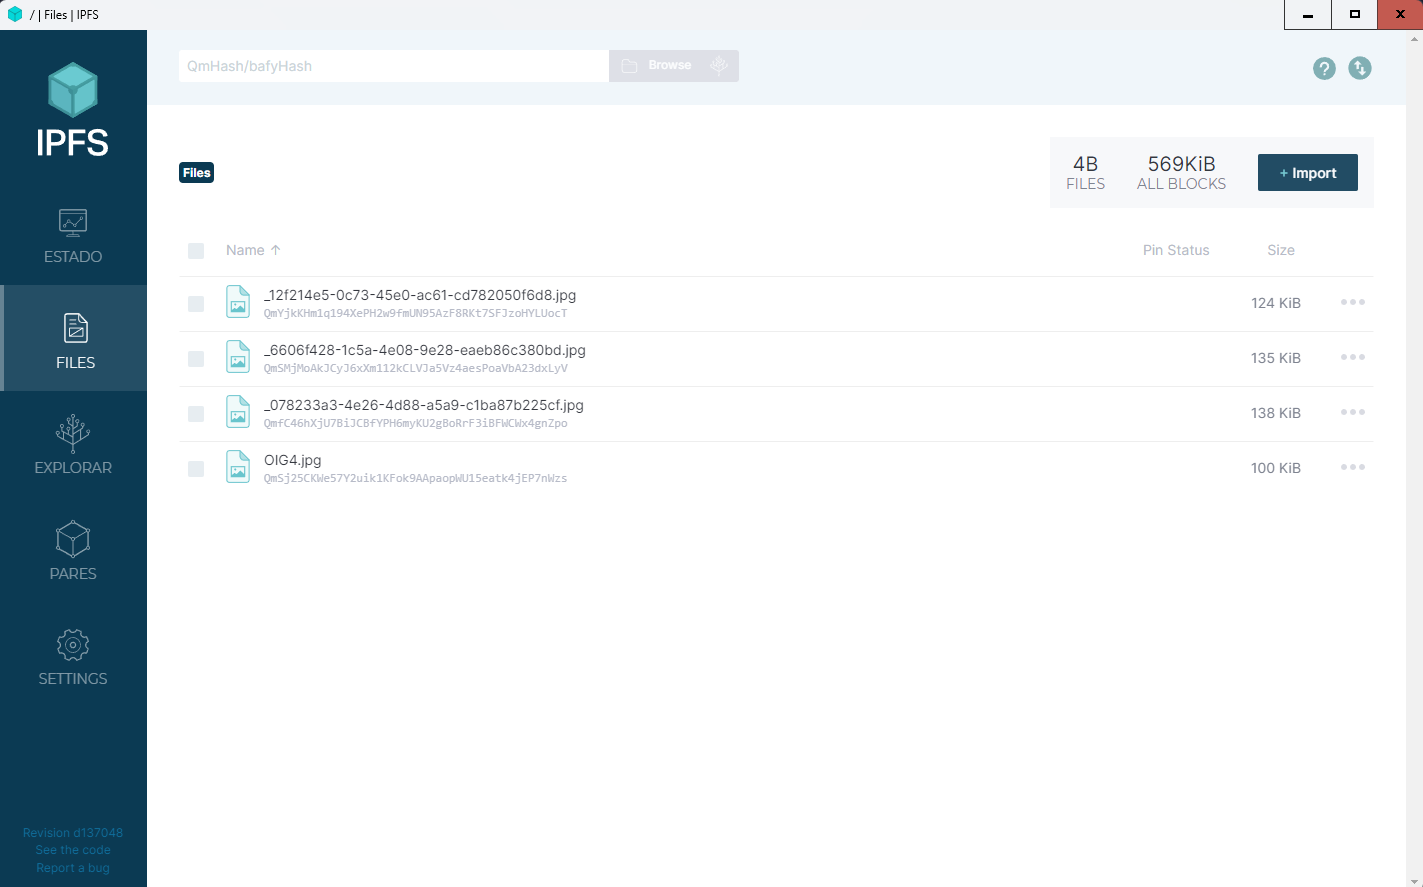 / | Files | IPFS
QmHash/bafyHash
Browse
IPFS
ESTADO
FILES
EXPLORAR
PARES
SETTINGS
Revision d137048
See the code
Report a bug
Files
4B
FILES
569KiB
ALL BLOCKS
+ Import
Name ↑ Pin Status Size
_12f214e5-0c73-45e0-ac61-cd782050f6d8.jpg
QmYjkKHm1q194XePH2w9fmUN95AzF8RKt7SFJzoHYLUocT
124 KiB
_6606f428-1c5a-4e08-9e28-eaeb86c380bd.jpg
QmSMjMoAkJCyJ6xXm112kCLVJa5Vz4aesPoaVbA23dxLyV
135 KiB
_078233a3-4e26-4d88-a5a9-c1ba87b225cf.jpg
QmfC46hXjU7BiJCBfYPH6myKU2gBoRrF3iBFWCWx4gnZpo
138 KiB
OIG4.jpg
QmSj25CKWe57Y2uik1KFok9AApaopWU15eatk4jEP7nWzs
100 KiB